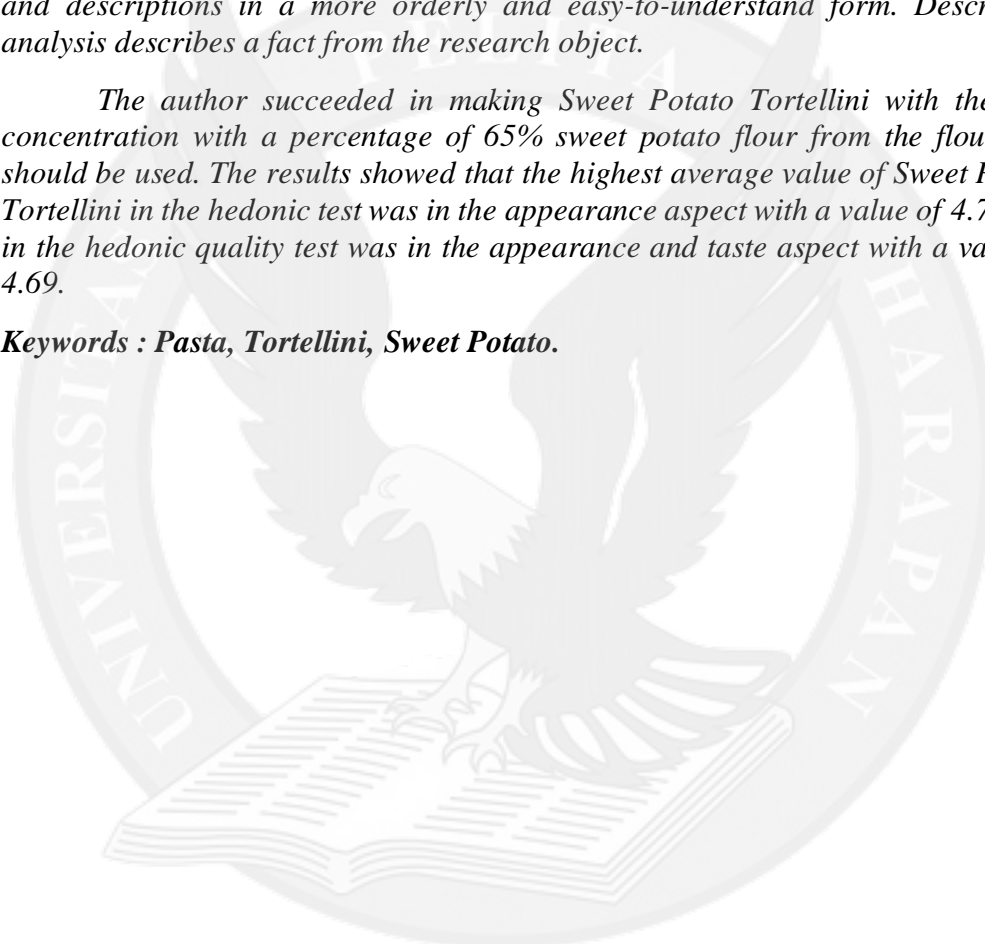 and descriptions in a more orderly and easy-to-understand form.
analysis describes a fact from the research object.
The author succeeded in making Sweet Potato Tortellini with the
concentration with a percentage of 65% sweet potato flour from the
should be used. The results showed that the highest average value of Sweet
Tortellini in the hedonic test was in the appearance aspect with a value of
in the hedonic quality test was in the appearance and taste aspect with a
4.69.
Keywords : Pasta, Tortellini, Sweet Potato.
UNIVERSITAS
PELITA
HARAPAN